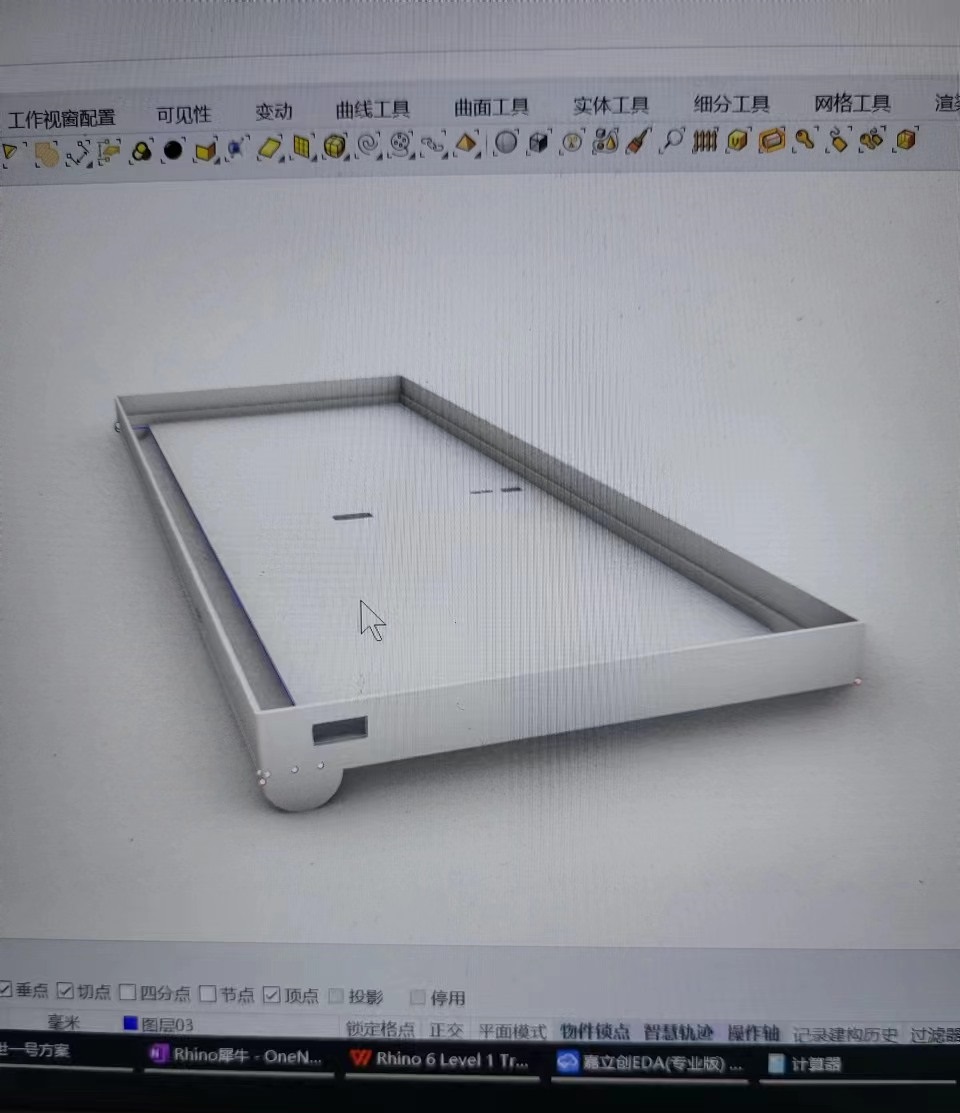 工作视窗配置 可见性 变动 曲线工具 曲面工具 实体工具 细分工具 网格工具
垂点 切点 四分点 节点 顶点 投影 停用
毫米 图层03 锁定格点 正交 平面模式 物件锁点 智慧轨迹 操作轴 记录建构历史 过滤器
一号方案 Rhino犀牛 - OneN... Rhino 6 Level 1 Tr... 嘉立创EDA(专业版) ... 计算器